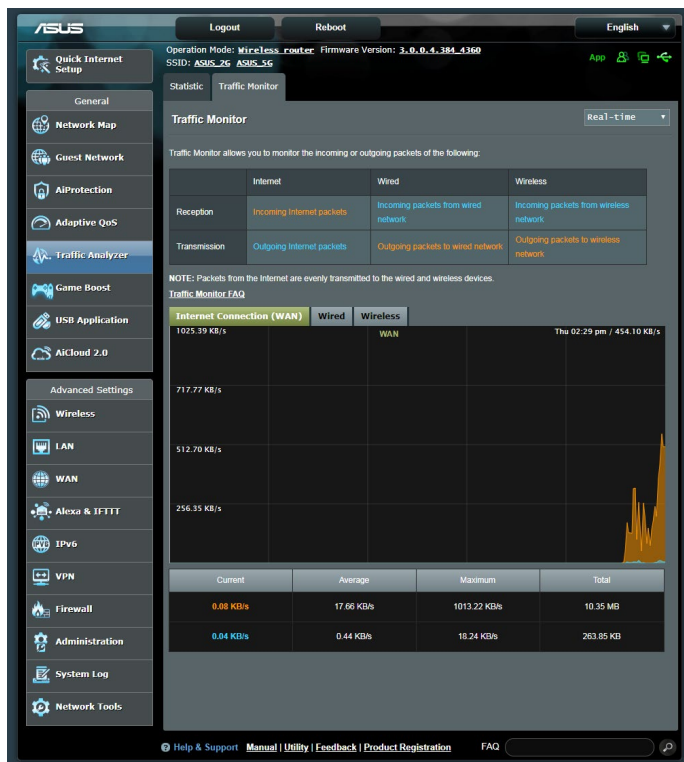 ASUS
Logout
Reboot
English
Quick Internet
Setup
Operation Mode: Wireless router Firmware Version: 3.0.0.4.384_4360
SSID: ASUS_2G ASUS_5G
App
General
Network Map
Guest Network
AiProtection
Adaptive QoS
Traffic Analyzer
Game Boost
USB Application
AiCloud 2.0
Advanced Settings
Wireless
LAN
WAN
Alexa & IFTTT
IPv6
VPN
Firewall
Administration
System Log
Network Tools
Statistic
Traffic Monitor
Traffic Monitor
Real-time
Traffic Monitor allows you to monitor the incoming or outgoing packets of the following:
Internet Wired Wireless
Reception
Incoming Internet packets
Incoming packets from wired
network
Incoming packets from wireless
network
Transmission
Outgoing Internet packets
Outgoing packets to wired network
Outgoing packets to wireless
network
NOTE: Packets from the Internet are evenly transmitted to the wired and wireless devices.
Traffic Monitor FAQ
Internet Connection (WAN) Wired Wireless
1025.39 KB/s
WAN
Thu 02:29 pm / 454.10 KB/s
717.77 KB/s
512.70 KB/s
256.35 KB/s
Current Average Maximum Total
0.08 KB/s 17.66 KB/s 1013.22 KB/s 10.35 MB
0.04 KB/s 0.44 KB/s 18.24 KB/s 263.85 KB
Help & Support Manual | Utility | Feedback | Product Registration FAQ